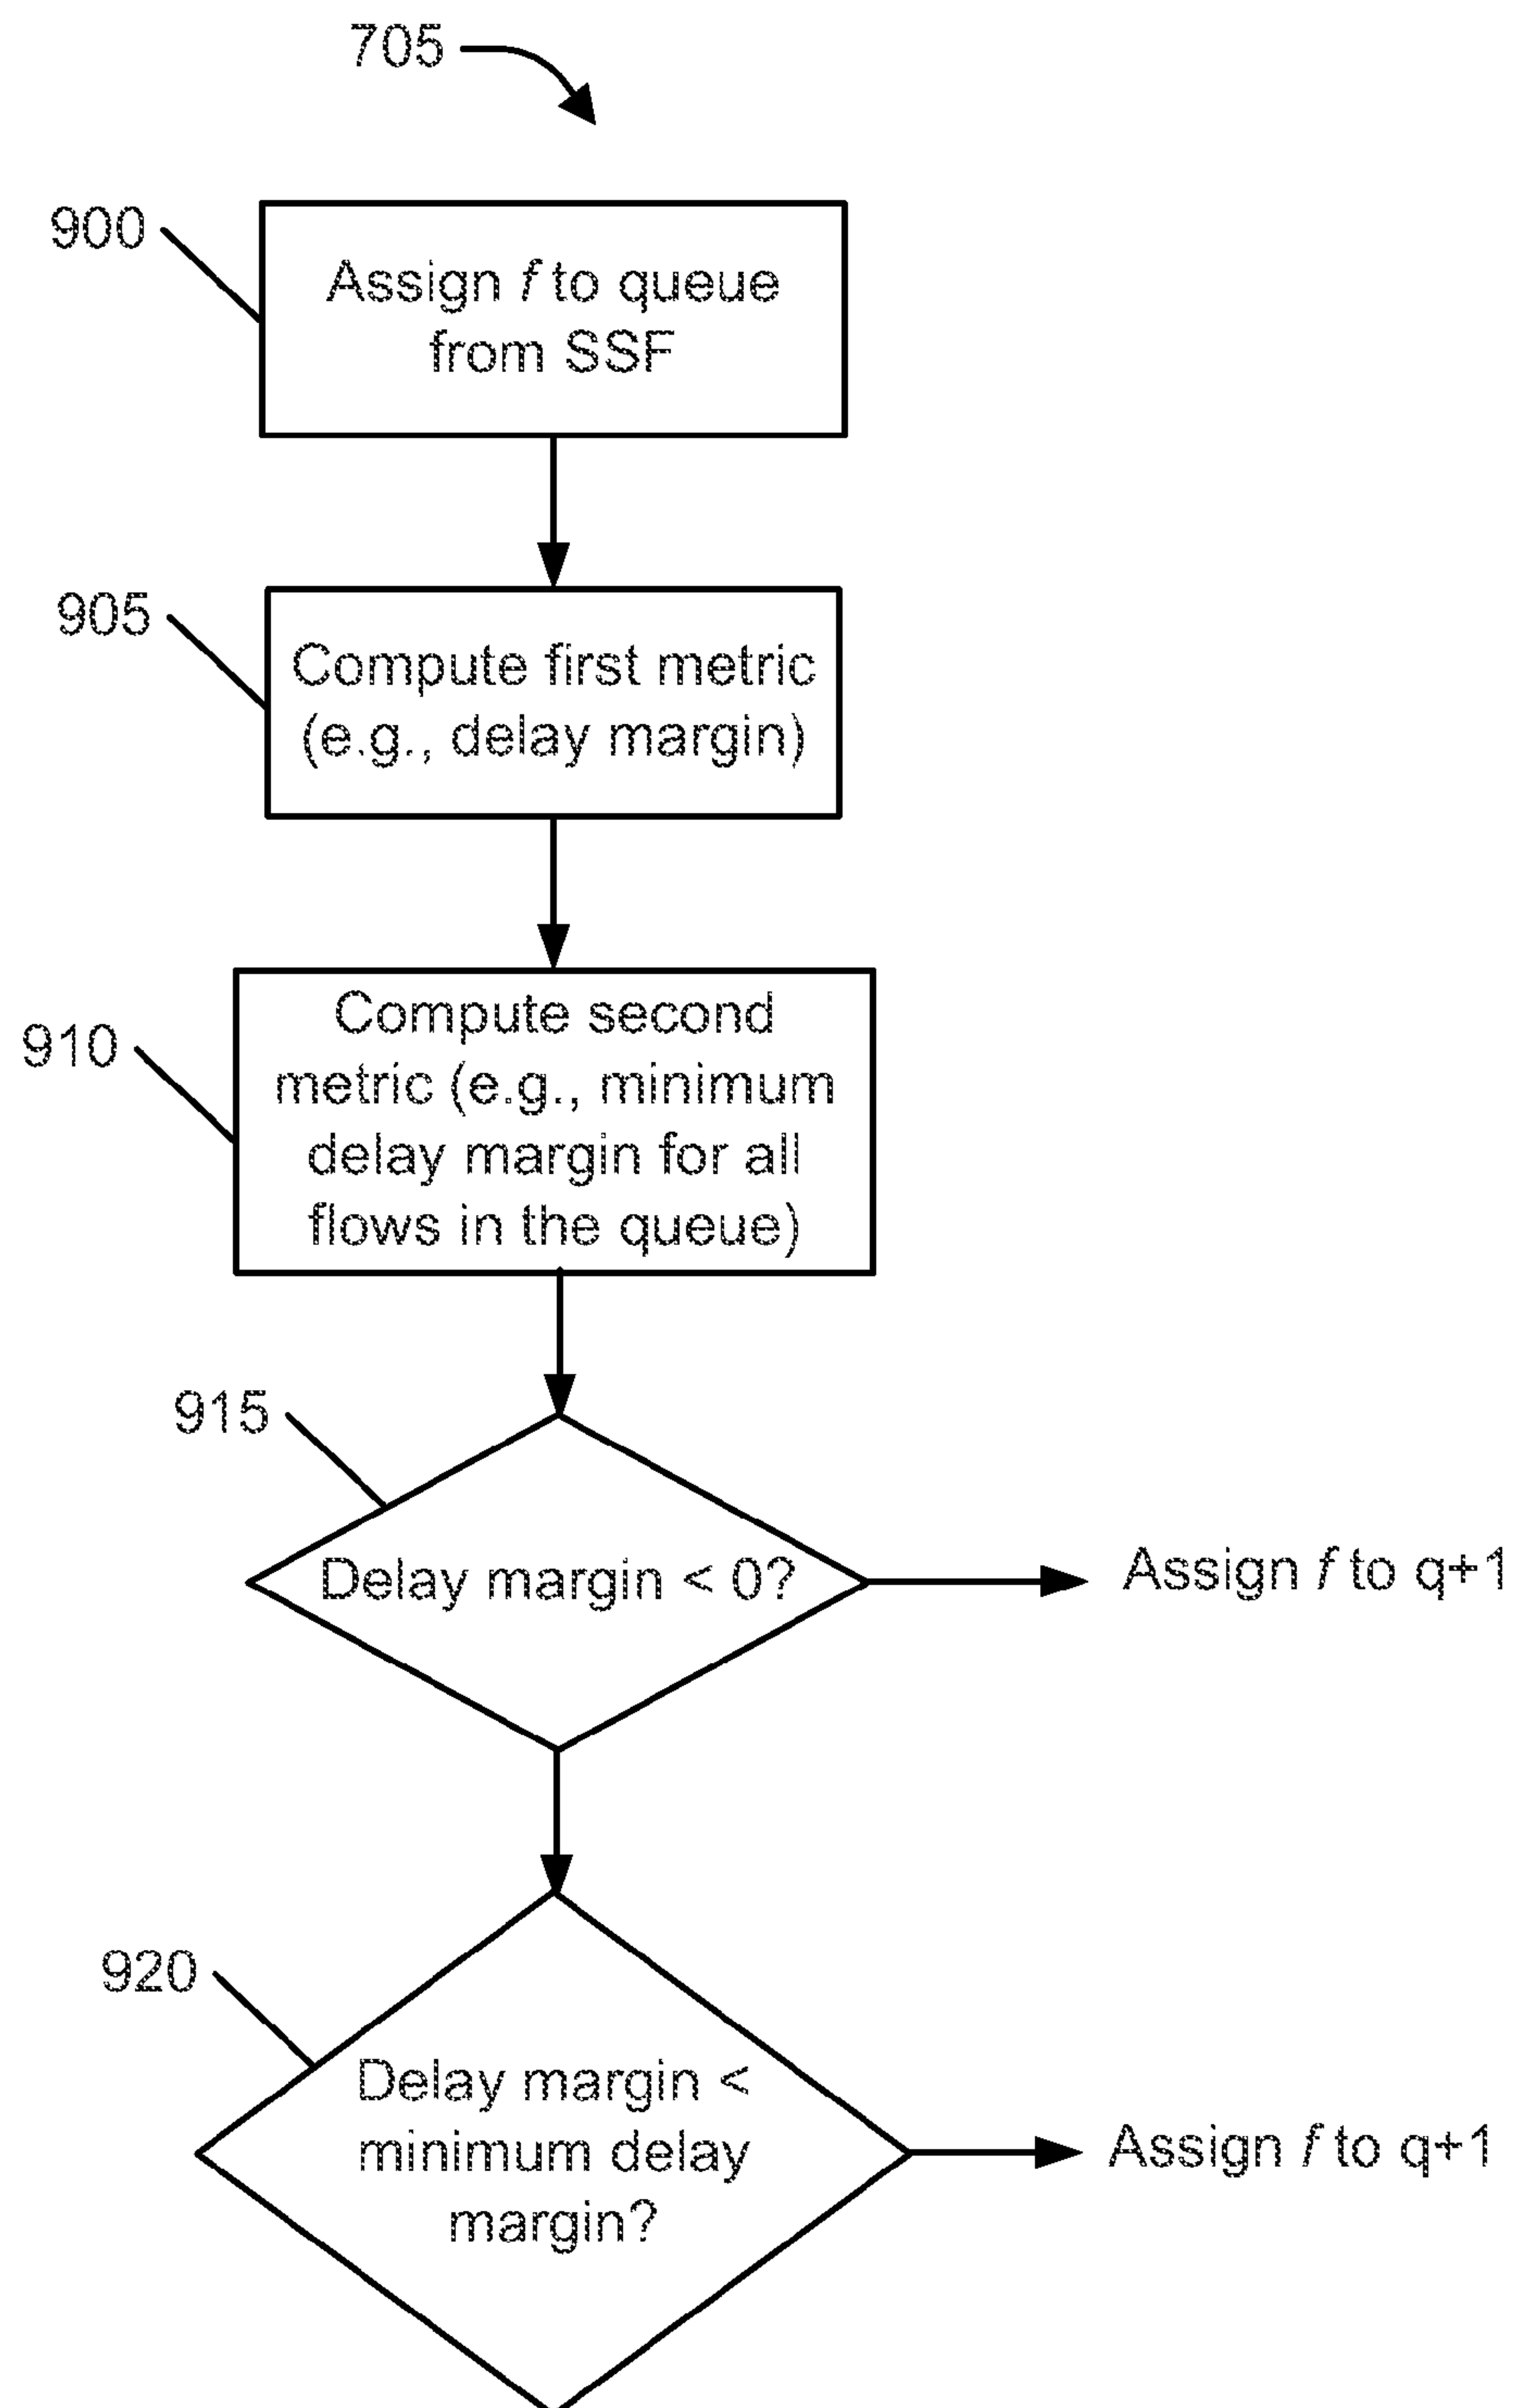 705
900
Assign f to queue
from SSF
905
Compute first metric
(e.g., delay margin)
910
Compute second
metric (e.g., minimum
delay margin for all
flows in the queue)
915
Delay margin < 0?
Assign f to q+1
920
Delay margin <
minimum delay
margin?
Assign f to q+1